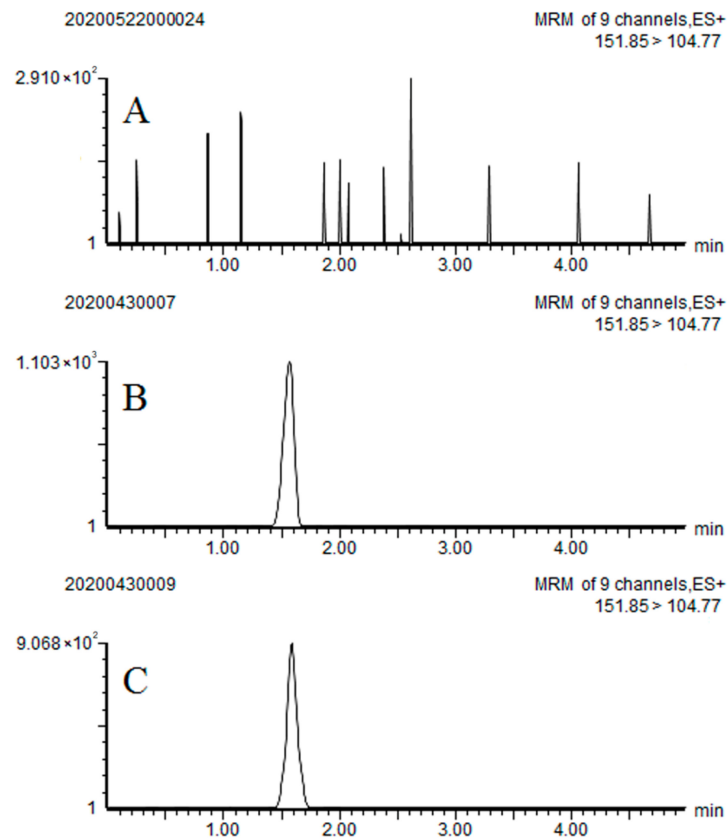 20200522000024 MRM of 9 channels,ES+
151.85 > 104.77
2.910 ×10²
A
1
1.00 2.00 3.00 4.00 min
20200430007 MRM of 9 channels,ES+
151.85 > 104.77
1.103 ×10³
B
1
1.00 2.00 3.00 4.00 min
20200430009 MRM of 9 channels,ES+
151.85 > 104.77
9.068 ×10²
C
1
1.00 2.00 3.00 4.00 min